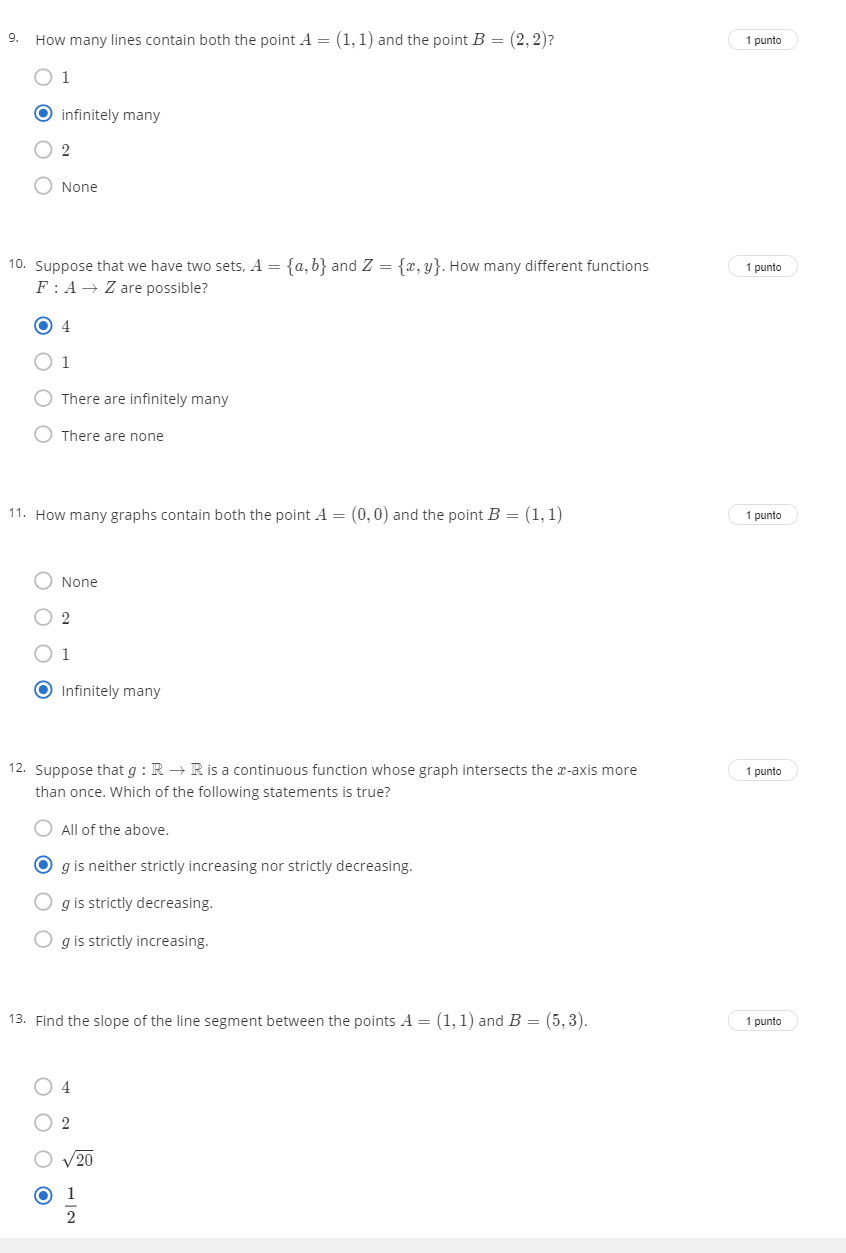 9. How many lines contain both the point A = (1, 1) and the point B = (2, 2)? 1 punto
1
infinitely many
2
None
10. Suppose that we have two sets, A = {a, b} and Z = {x, y}. How many different functions 1 punto
F : A → Z are possible?
4
1
There are infinitely many
There are none
11. How many graphs contain both the point A = (0, 0) and the point B = (1, 1) 1 punto
None
2
1
Infinitely many
12. Suppose that g : ℝ → ℝ is a continuous function whose graph intersects the x-axis more 1 punto
than once. Which of the following statements is true?
All of the above.
g is neither strictly increasing nor strictly decreasing.
g is strictly decreasing.
g is strictly increasing.
13. Find the slope of the line segment between the points A = (1, 1) and B = (5, 3). 1 punto
4
2
√20
1
2